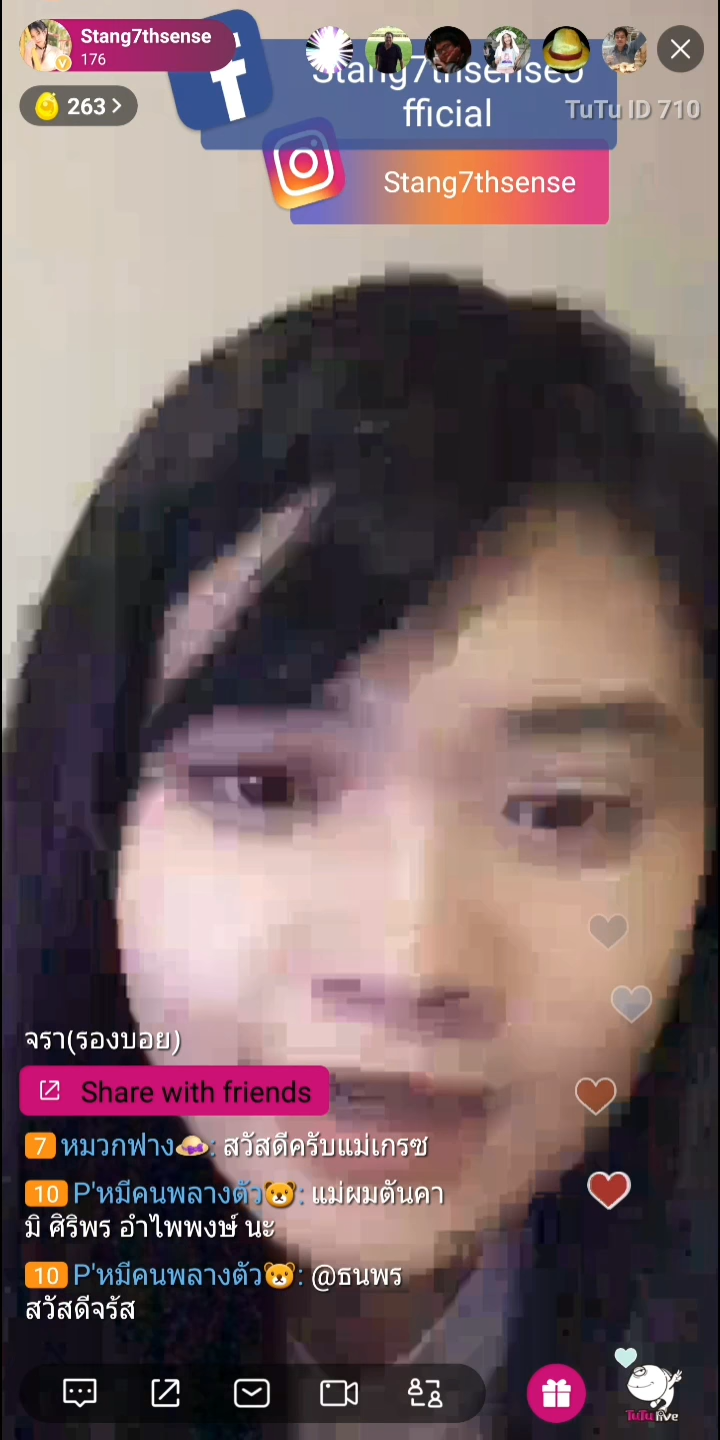 Stang7thsense
176
263
Stang7thsenseo
fficial
TuTu ID 710
Stang7thsense
จรา(รองบอย)
Share with friends
7 หมวกฟาง👒: สวัสดีครับแม่เกรซ
10 P'หมีคนพลางตัว🐻: แม่ผมตันคา
มิ ศิริพร อำไพพงษ์ นะ
10 P'หมีคนพลางตัว🐻: @ธนพร
สวัสดีจร้ส
TuTu live